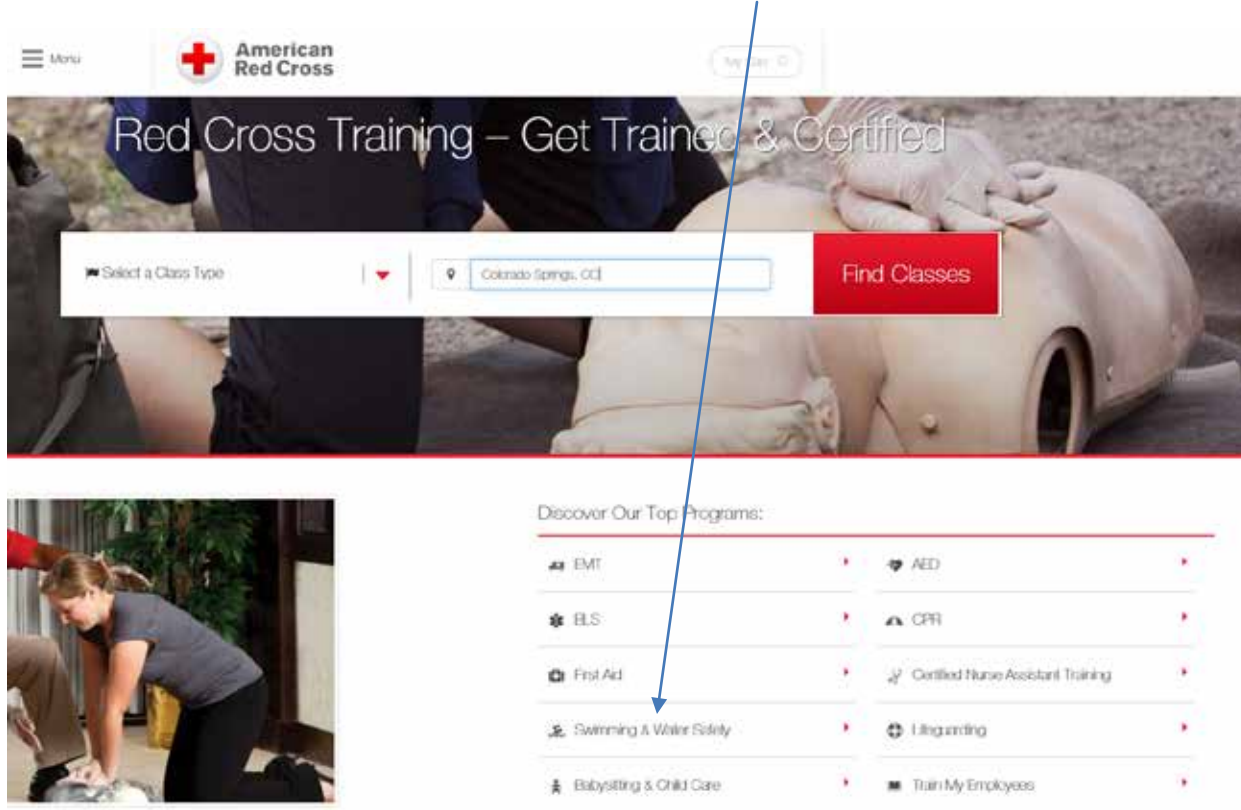 Menu
American
Red Cross
Red Cross Training – Get Trained & Certified
Select a Class Type
Colorado Springs, CO
Find Classes
Discover Our Top Programs:
EMT
AED
BLS
CPR
First Aid
Certified Nurse Assistant Training
Swimming & Water Safety
Lifeguarding
Babysitting & Child Care
Train My Employees